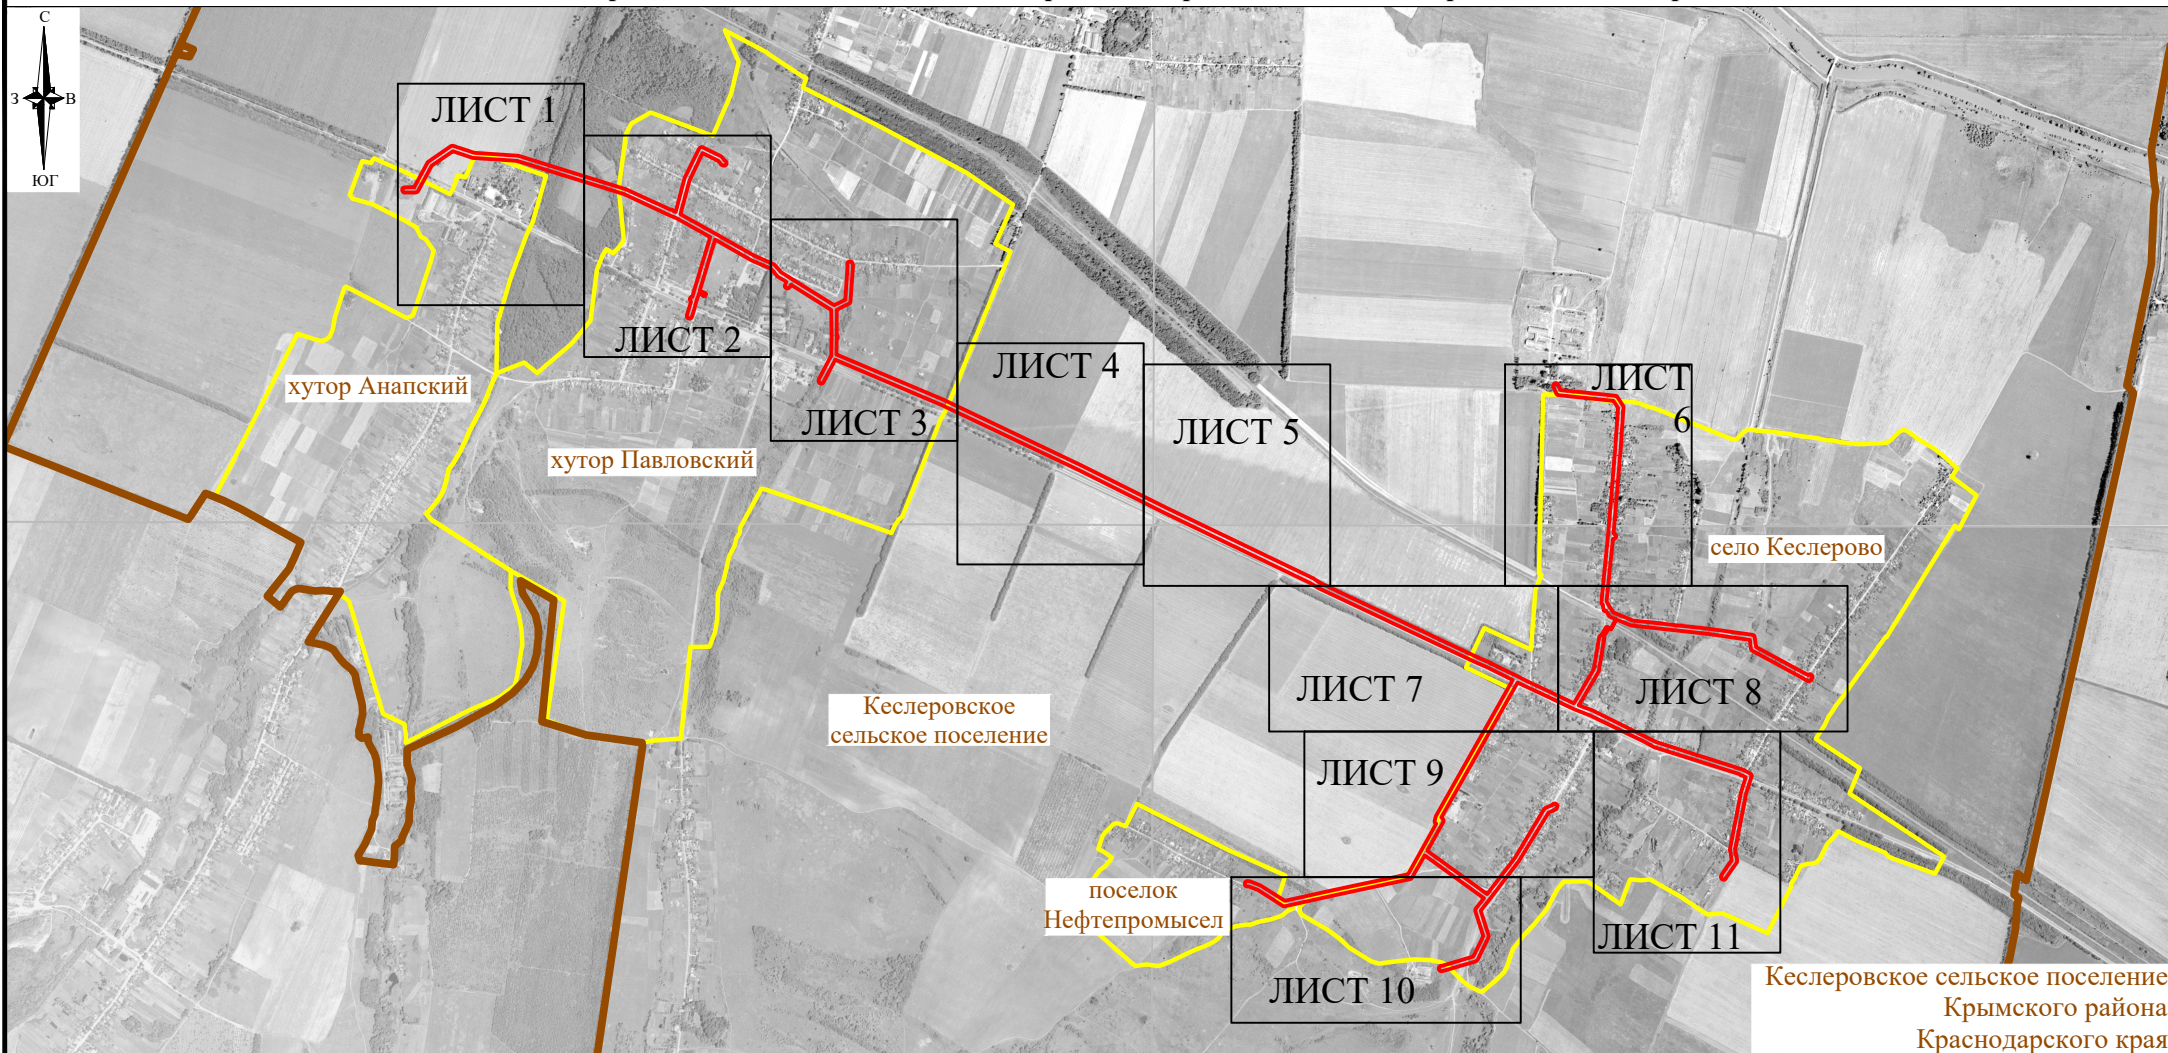 С
З
В
ЮГ
ЛИСТ 1
ЛИСТ 2
ЛИСТ 3
ЛИСТ 4
ЛИСТ 5
ЛИСТ
6
хутор Анапский
хутор Павловский
село Кеслерово
ЛИСТ 7
ЛИСТ 8
Кеслеровское
сельское поселение
ЛИСТ 9
поселок
Нефтепромысел
ЛИСТ 10
ЛИСТ 11
Кеслеровское сельское поселение
Крымского района
Краснодарского края